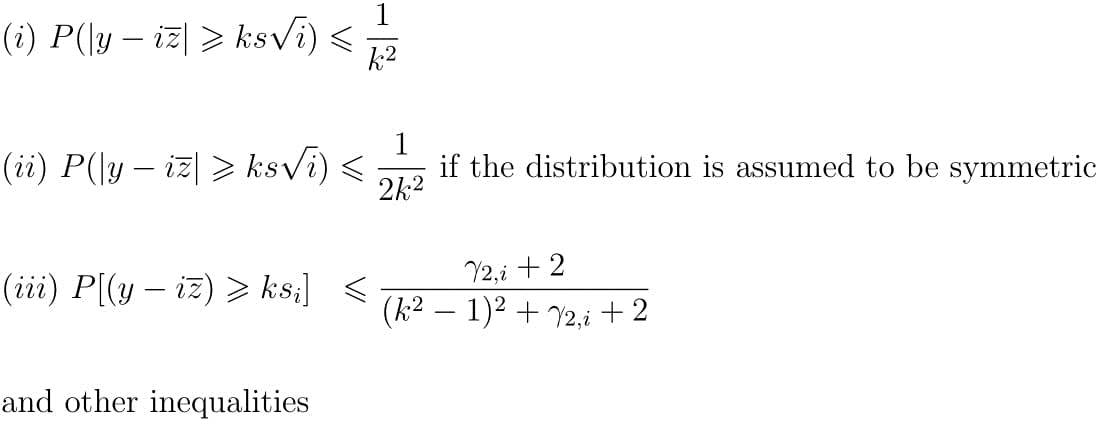 (i) P(|y − iz̅| ⩾ ks√i) ⩽ 1/k²
(ii) P(|y − iz̅| ⩾ ks√i) ⩽ 1/2k² if the distribution is assumed to be symmetric
(iii) P[(y − iz̅) ⩾ ksᵢ] ⩽ (γ₂,ᵢ + 2)/((k² − 1)² + γ₂,ᵢ + 2)
and other inequalities